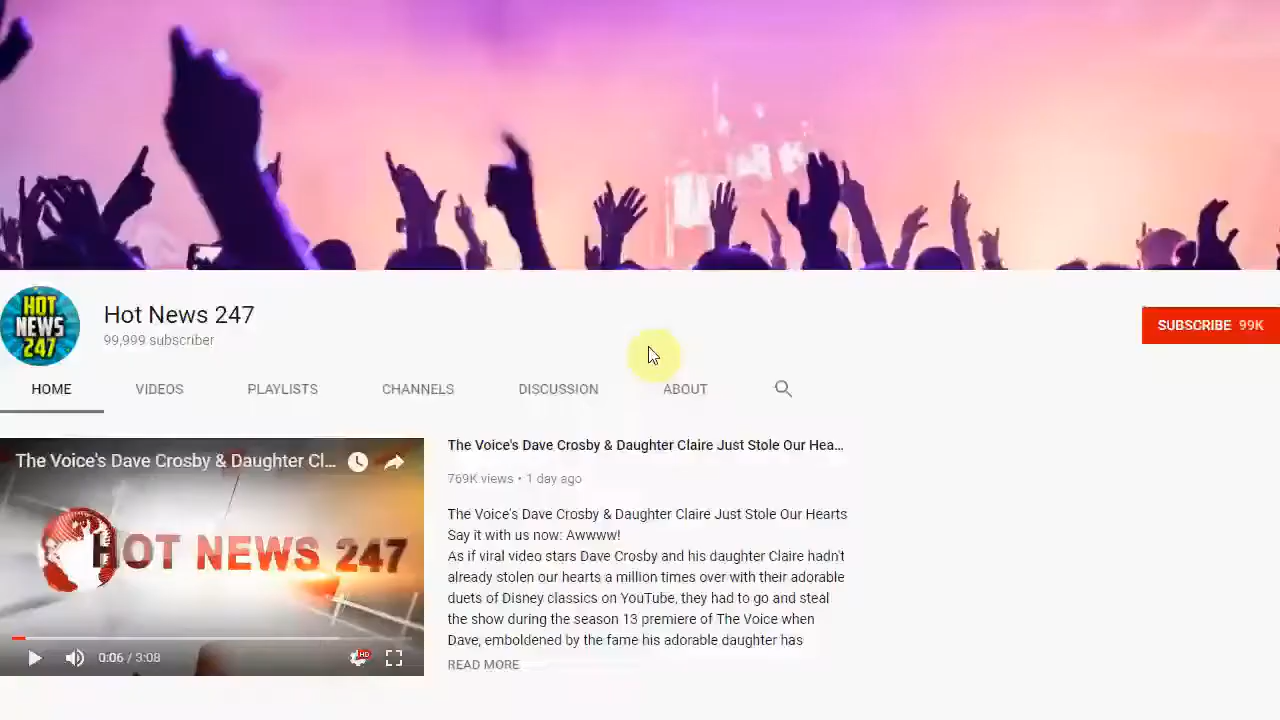 HOT
NEWS
247
Hot News 247
99,999 subscriber
SUBSCRIBE 99K
HOME VIDEOS PLAYLISTS CHANNELS DISCUSSION ABOUT
The Voice's Dave Crosby & Daughter Cl...
HOT NEWS 247
0:06 / 3:08
HD
The Voice's Dave Crosby & Daughter Claire Just Stole Our Hea...
769K views • 1 day ago
The Voice's Dave Crosby & Daughter Claire Just Stole Our Hearts
Say it with us now: Awwww!
As if viral video stars Dave Crosby and his daughter Claire hadn't
already stolen our hearts a million times over with their adorable
duets of Disney classics on YouTube, they had to go and steal
the show during the season 13 premiere of The Voice when
Dave, emboldened by the fame his adorable daughter has
READ MORE